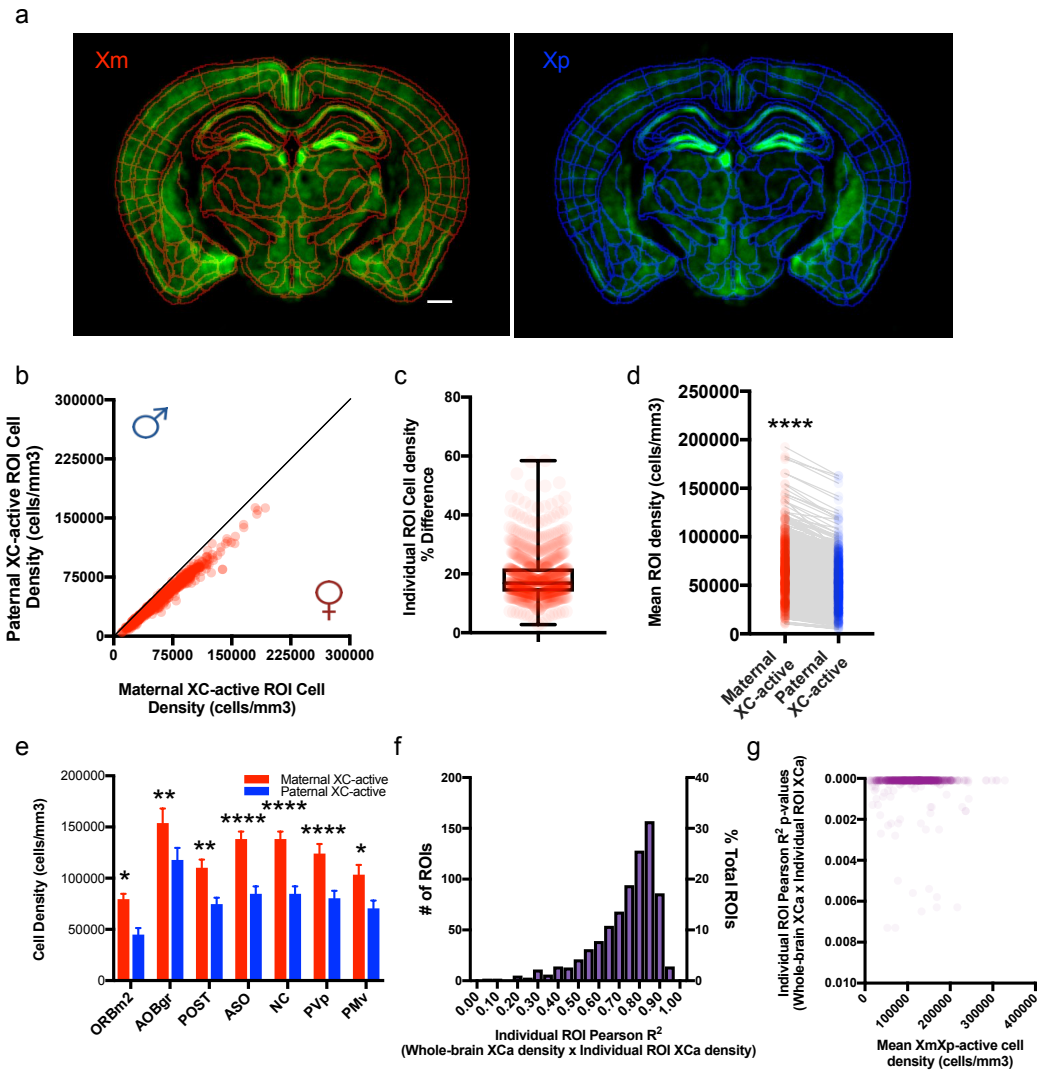 a
Xm
Xp
b
300000
225000
150000
75000
0
0
75000
150000
225000
300000
Paternal XC-active ROI Cell
Density (cells/mm3)
Maternal XC-active ROI Cell
Density (cells/mm3)
c
80
60
40
20
0
Individual ROI Cell density
% Difference
d
250000
200000
150000
100000
50000
0
Mean ROI density (cells/mm3)
****
Maternal
XC-active
Paternal
XC-active
e
200000
150000
100000
50000
0
Cell Density (cells/mm3)
Maternal XC-active
Paternal XC-active
*
**
**
****
****
****
*
ORBm2
AOBgr
POST
ASO
NC
PVp
PMv
f
200
150
100
50
0
# of ROIs
40
30
20
10
0
% Total ROIs
0.00
0.10
0.20
0.30
0.40
0.50
0.60
0.70
0.80
0.90
1.00
Individual ROI Pearson R²
(Whole-brain XCa density x Individual ROI XCa density)
g
0.000
0.002
0.004
0.006
0.008
0.010
Individual ROI Pearson R² p-values
(Whole-brain XCa x Individual ROI XCa)
100000
200000
300000
400000
Mean XmXp-active cell
density (cells/mm3)